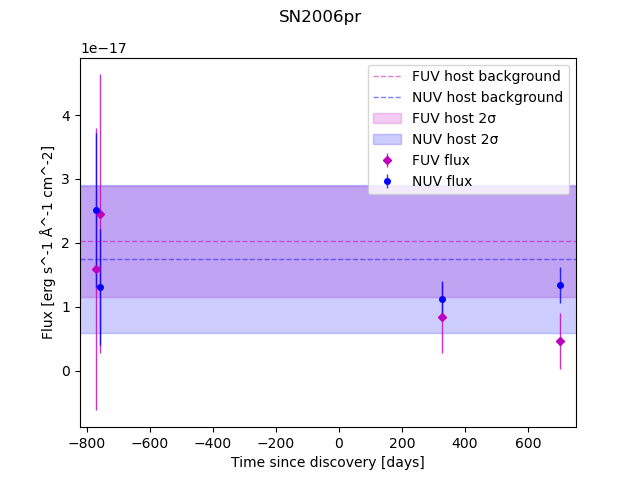 SN2006pr
1e−17
FUV host background
NUV host background
FUV host 2σ
NUV host 2σ
FUV flux
NUV flux
4
3
2
1
0
Flux [erg s^-1 Å^-1 cm^-2]
−800 −600 −400 −200 0 200 400 600
Time since discovery [days]